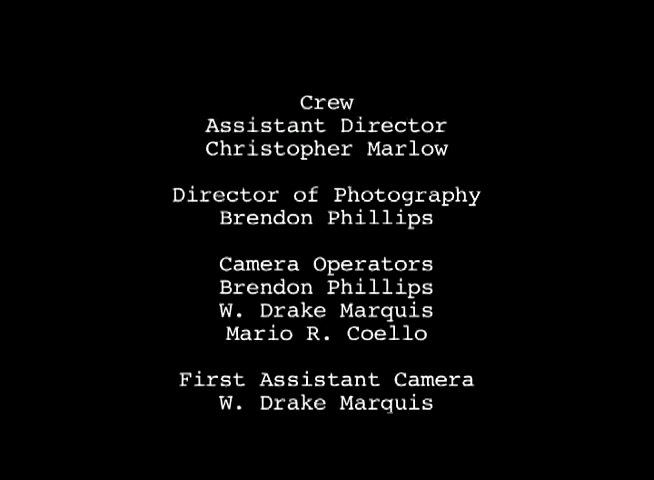 Crew
Assistant Director
Christopher Marlow
Director of Photography
Brendon Phillips
Camera Operators
Brendon Phillips
W. Drake Marquis
Mario R. Coello
First Assistant Camera
W. Drake Marquis